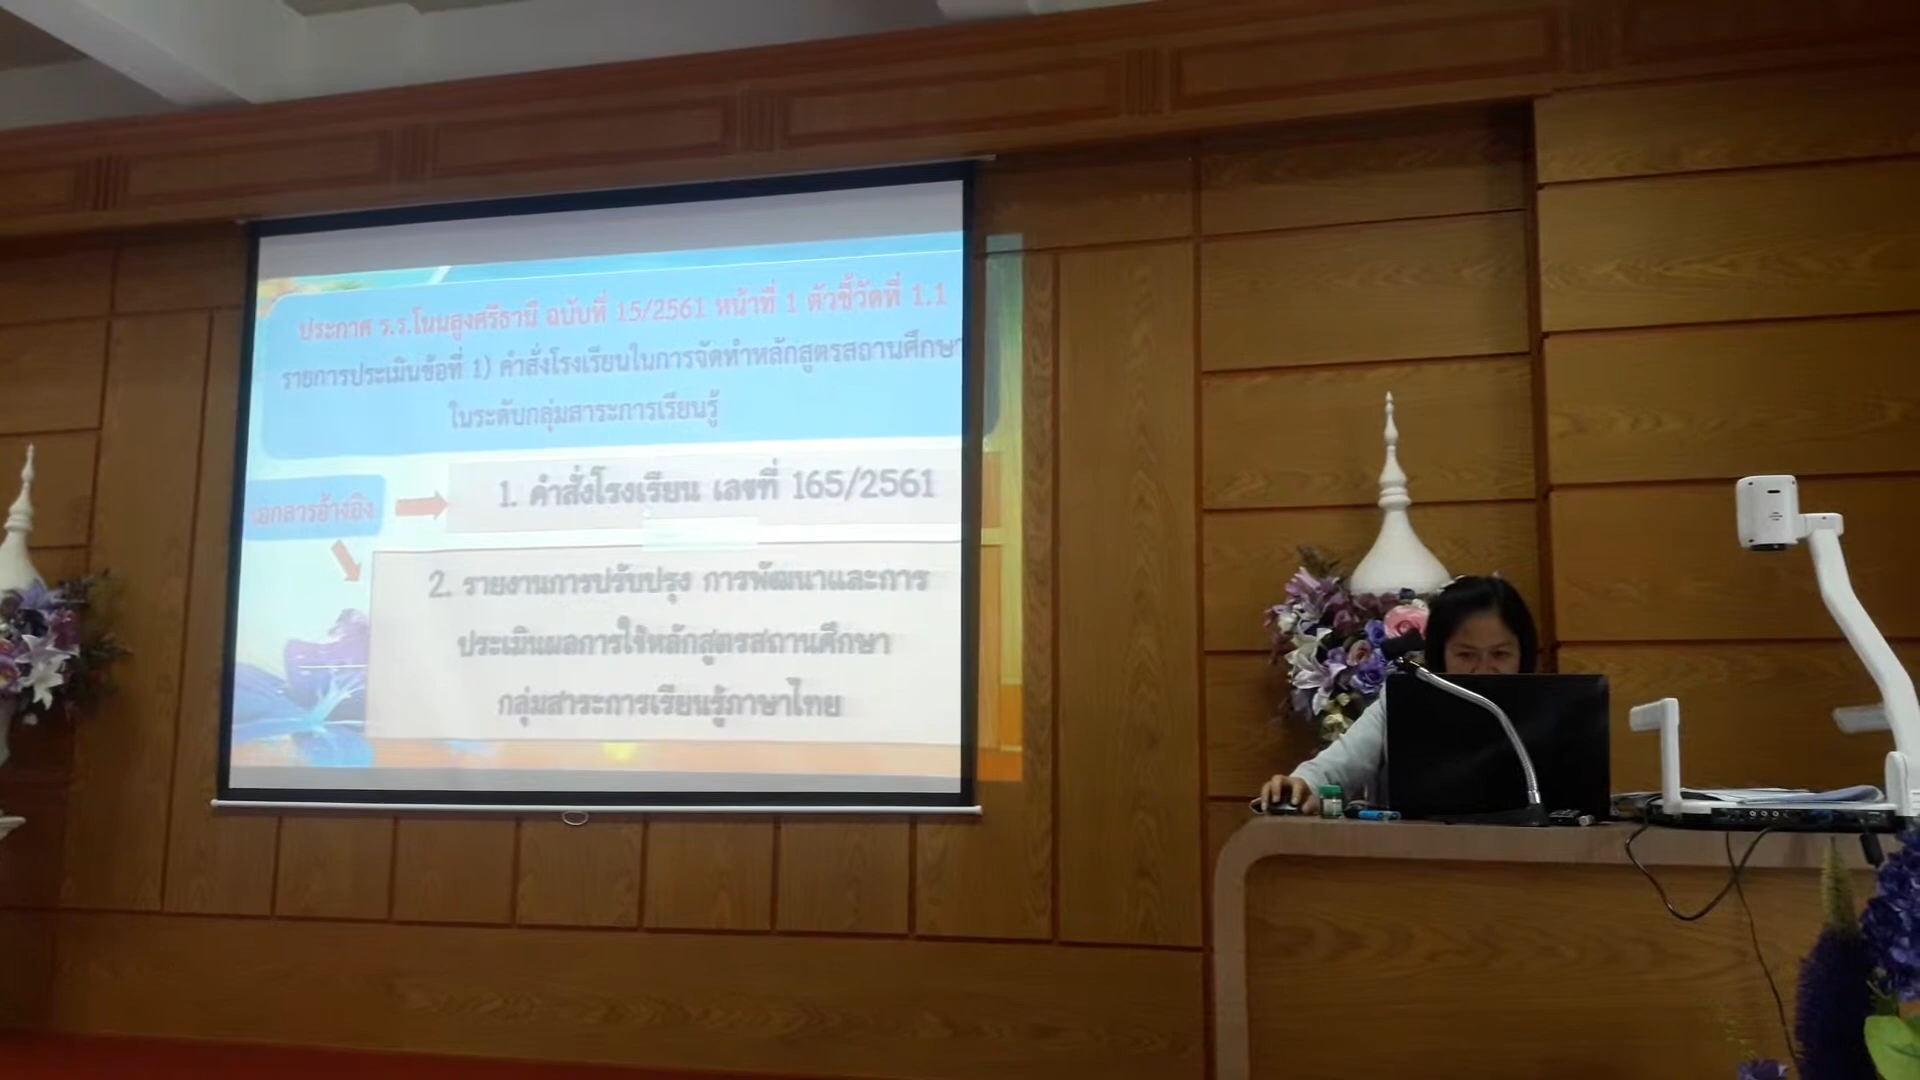 ประกาศ ร.ร.โนนสูงศรีธานี ฉบับที่ 15/2561 หน้าที่ 1 ตัวชี้วัดที่ 1.1
รายการประเมินข้อที่ 1) คำสั่งโรงเรียนในการจัดทำหลักสูตรสถานศึกษา
ในระดับกลุ่มสาระการเรียนรู้
เอกสารอ้างอิง
1. คำสั่งโรงเรียน เลขที่ 165/2561
2. รายงานการปรับปรุง การพัฒนาและการ
ประเมินผลการใช้หลักสูตรสถานศึกษา
กลุ่มสาระการเรียนรู้ภาษาไทย